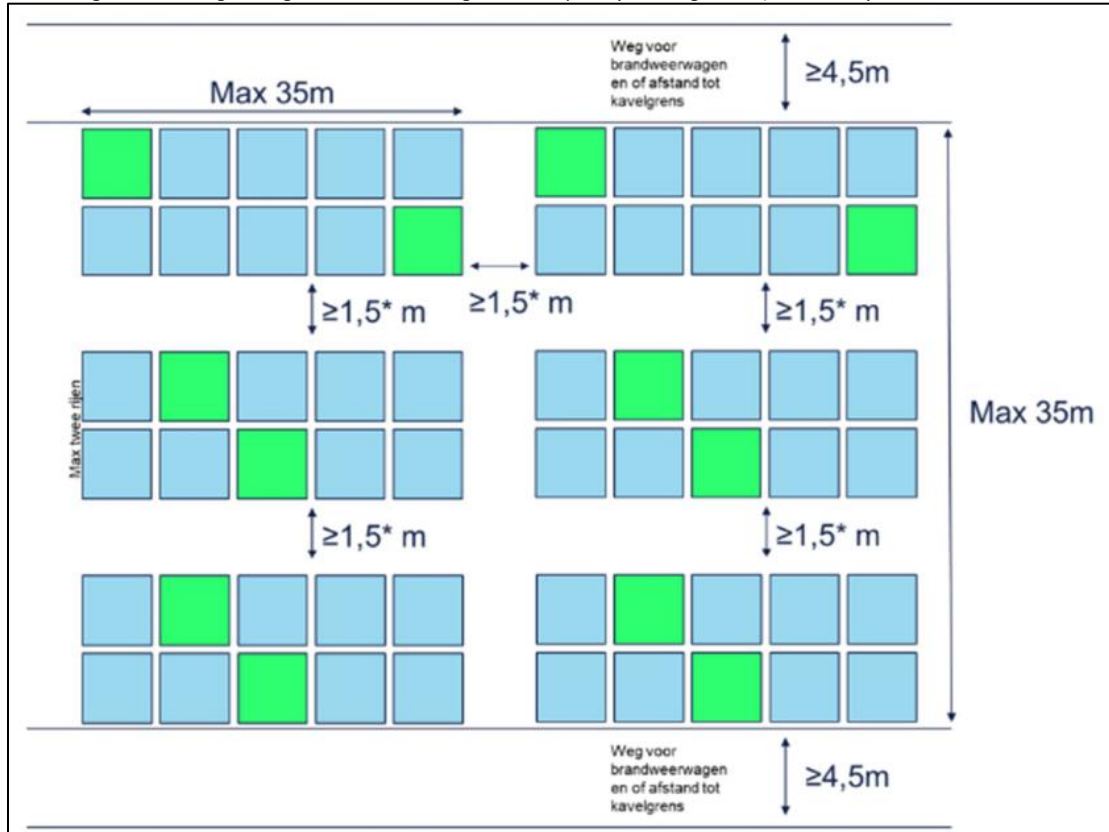 Weg voor
brandweerwagen
en of afstand tot
kavelgrens
≥4,5m
Max 35m
≥1,5* m
≥1,5* m
≥1,5* m
Max twee rijen
Max 35m
≥1,5* m
≥1,5* m
Weg voor
brandweerwagen
en of afstand tot
kavelgrens
≥4,5m